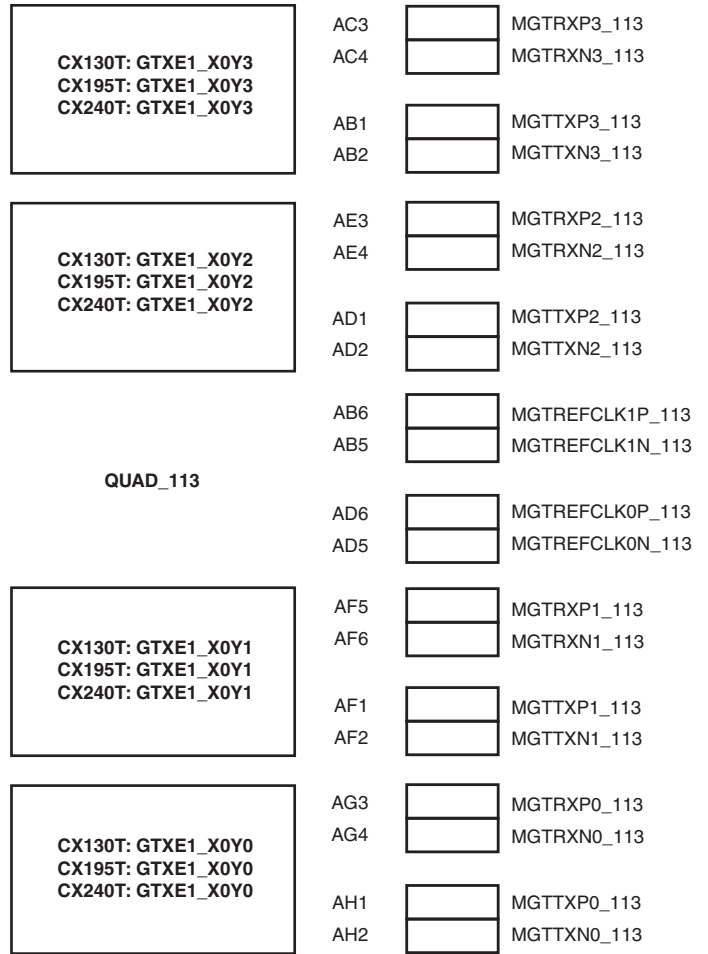 CX130T: GTXE1_X0Y3
CX195T: GTXE1_X0Y3
CX240T: GTXE1_X0Y3
AC3 MGTRXP3_113
AC4 MGTRXN3_113
AB1 MGTTXP3_113
AB2 MGTTXN3_113
CX130T: GTXE1_X0Y2
CX195T: GTXE1_X0Y2
CX240T: GTXE1_X0Y2
AE3 MGTRXP2_113
AE4 MGTRXN2_113
AD1 MGTTXP2_113
AD2 MGTTXN2_113
QUAD_113
AB6 MGTREFCLK1P_113
AB5 MGTREFCLK1N_113
AD6 MGTREFCLK0P_113
AD5 MGTREFCLK0N_113
CX130T: GTXE1_X0Y1
CX195T: GTXE1_X0Y1
CX240T: GTXE1_X0Y1
AF5 MGTRXP1_113
AF6 MGTRXN1_113
AF1 MGTTXP1_113
AF2 MGTTXN1_113
CX130T: GTXE1_X0Y0
CX195T: GTXE1_X0Y0
CX240T: GTXE1_X0Y0
AG3 MGTRXP0_113
AG4 MGTRXN0_113
AH1 MGTTXP0_113
AH2 MGTTXN0_113